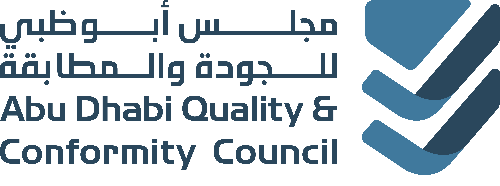 مجلس أبوظبي
للجودة والمطابقة
Abu Dhabi Quality &
Conformity Council